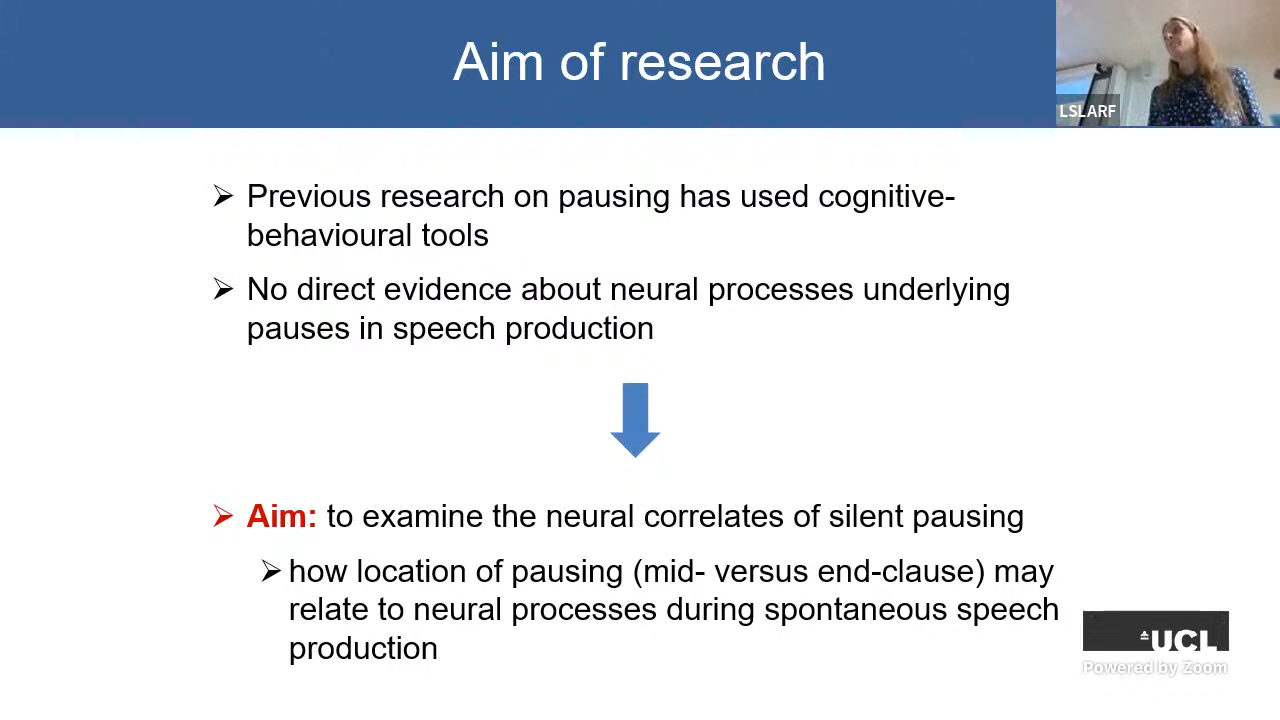 Aim of research
LSLARF
➢ Previous research on pausing has used cognitive-
behavioural tools
➢ No direct evidence about neural processes underlying
pauses in speech production
➢ Aim: to examine the neural correlates of silent pausing
➢ how location of pausing (mid- versus end-clause) may
relate to neural processes during spontaneous speech
production
UCL
Powered by Zoom